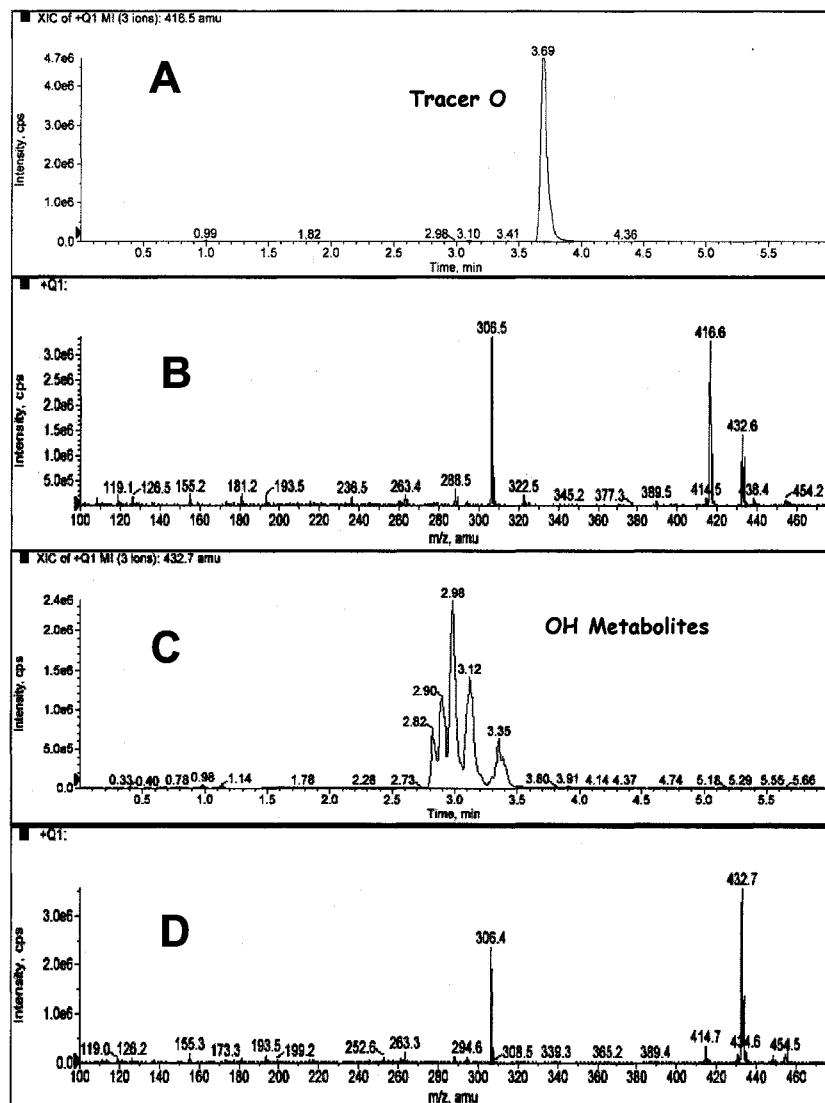 XIC of +Q1 MI (3 ions): 416.5 amu
4.7e6
4.0e6
3.0e6
2.0e6
1.0e6
0.0
Intensity, cps
A
Tracer O
3.69
0.99
1.82
2.98
3.10
3.41
4.36
0.5 1.0 1.5 2.0 2.5 3.0 3.5 4.0 4.5 5.0 5.5
Time, min
+Q1:
3.0e6
2.5e6
2.0e6
1.5e6
1.0e6
5.0e5
0.0
Intensity, cps
B
306.5
416.6
432.6
119.1 126.5 155.2 181.2 193.5 236.5 263.4 288.5 322.5 345.2 377.3 389.5 414.5 438.4 454.2
100 120 140 160 180 200 220 240 260 280 300 320 340 360 380 400 420 440 460
m/z, amu
XIC of +Q1 MI (3 ions): 432.7 amu
2.4e6
2.0e6
1.5e6
1.0e6
5.0e5
0.0
Intensity, cps
C
OH Metabolites
2.98
3.12
2.90
2.82
3.35
0.33 0.40 0.78 0.98 1.14 1.78 2.28 2.73 3.80 3.91 4.14 4.37 4.74 5.18 5.29 5.55 5.66
0.5 1.0 1.5 2.0 2.5 3.0 3.5 4.0 4.5 5.0 5.5
Time, min
+Q1:
3.0e6
2.0e6
1.0e6
0.0
Intensity, cps
D
432.7
306.4
119.0 126.2 155.3 173.3 193.5 199.2 252.6 263.3 294.6 308.5 339.3 365.2 389.4 414.7 434.6 454.5
100 120 140 160 180 200 220 240 260 280 300 320 340 360 380 400 420 440 460
m/z, amu